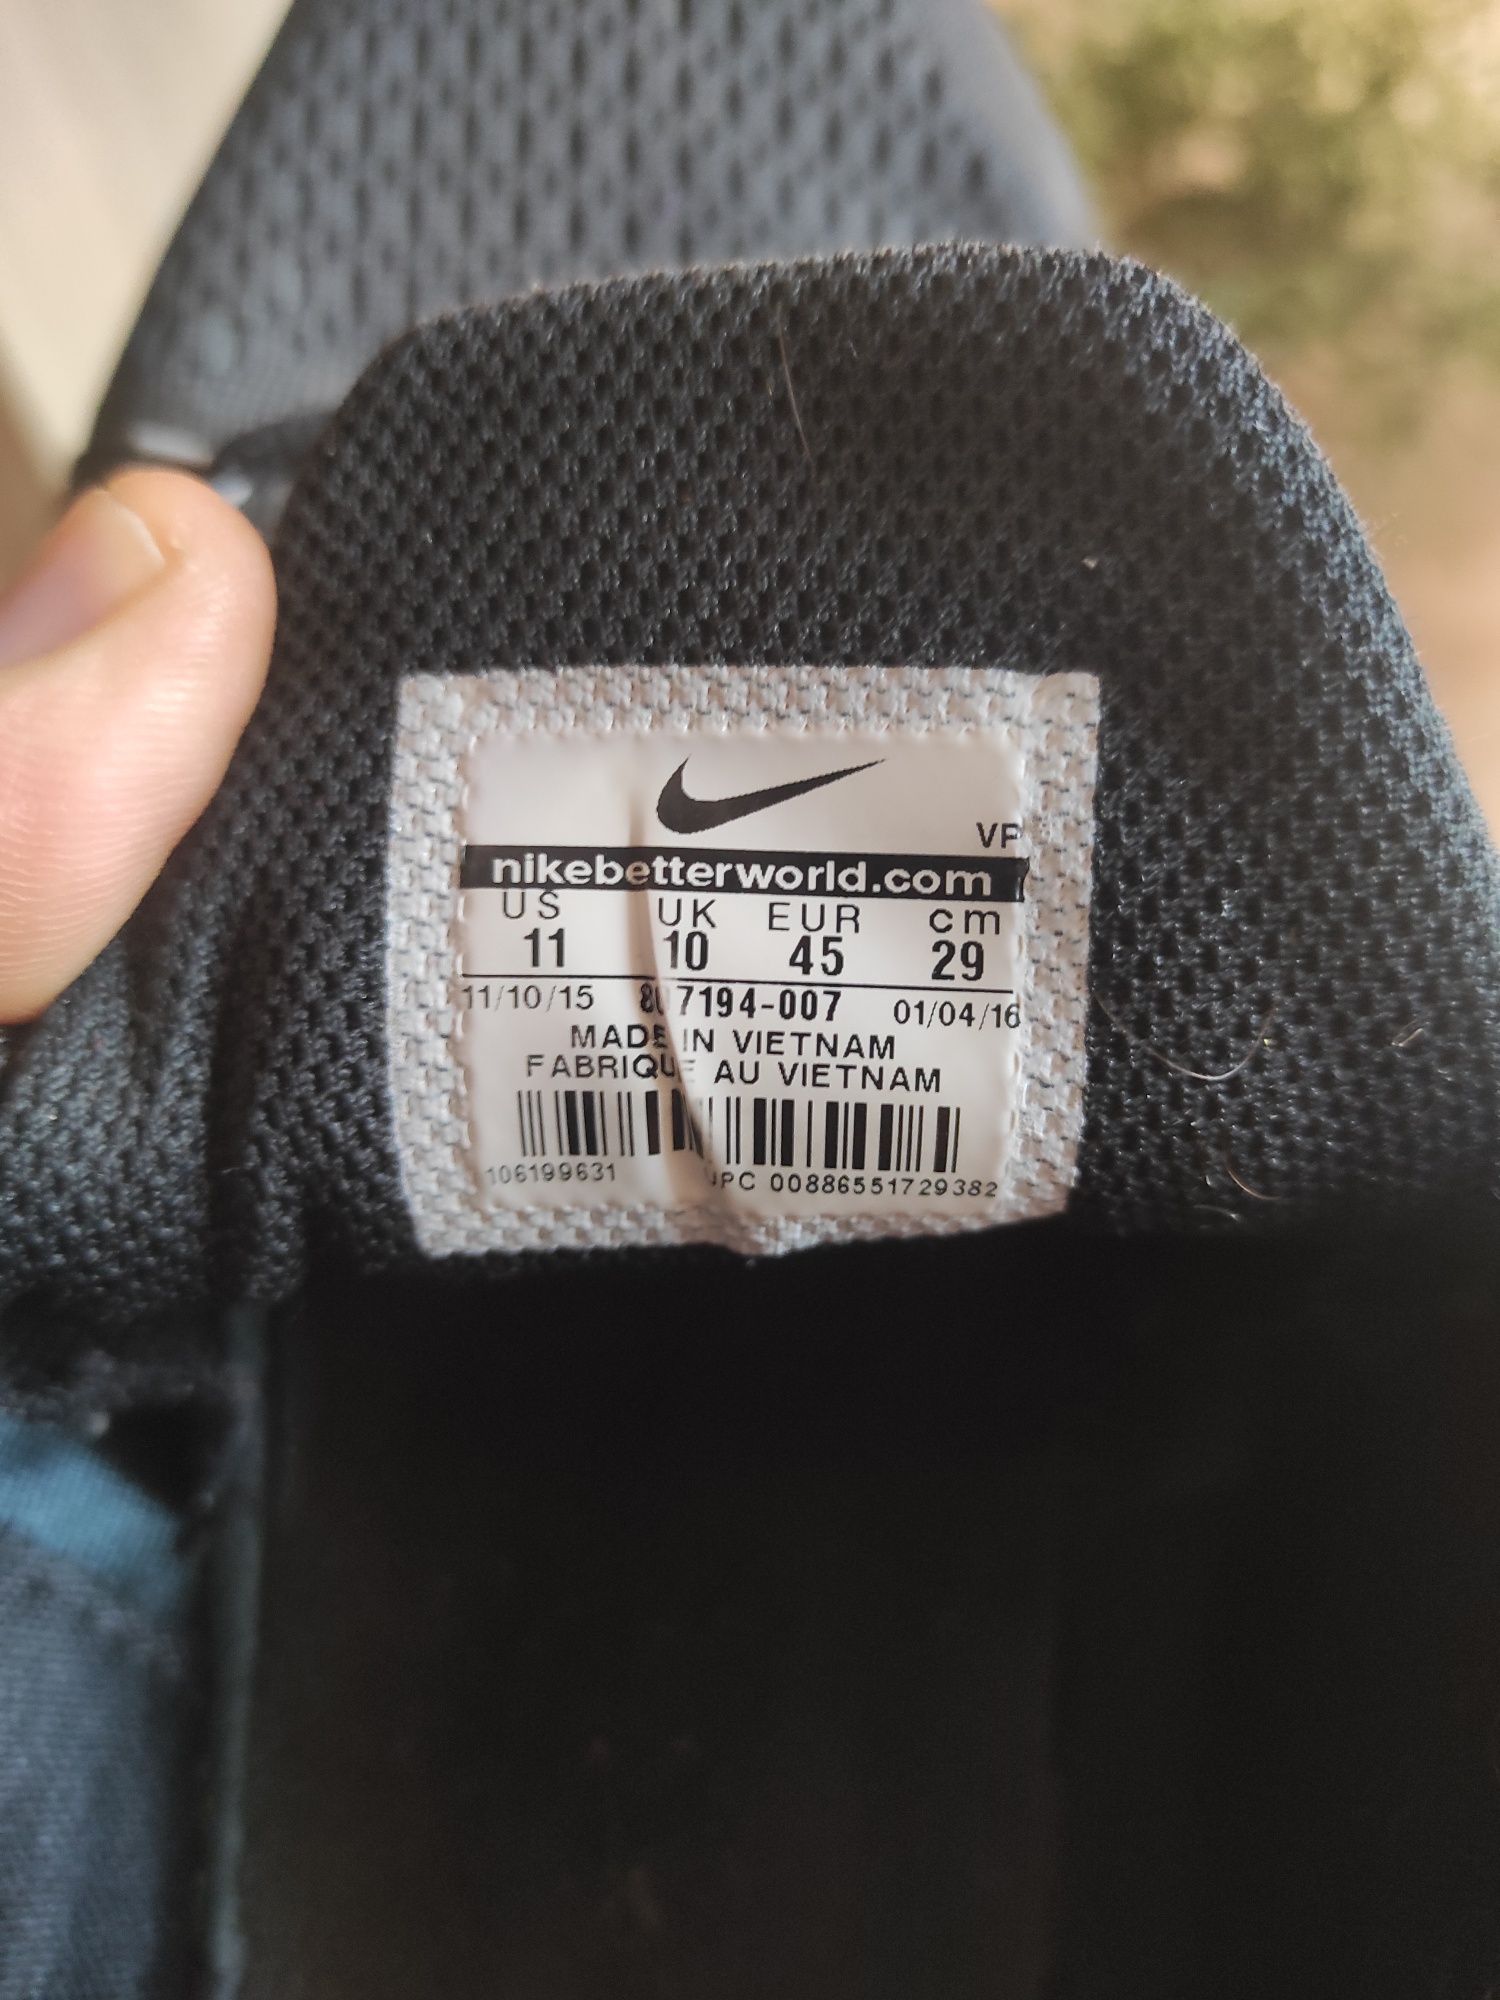 VP
nikebetterworld.com
US UK EUR cm
11 10 45 29
11/10/15 807194-007 01/04/16
MADE IN VIETNAM
FABRIQUE AU VIETNAM
106199631 UPC 00886551729382